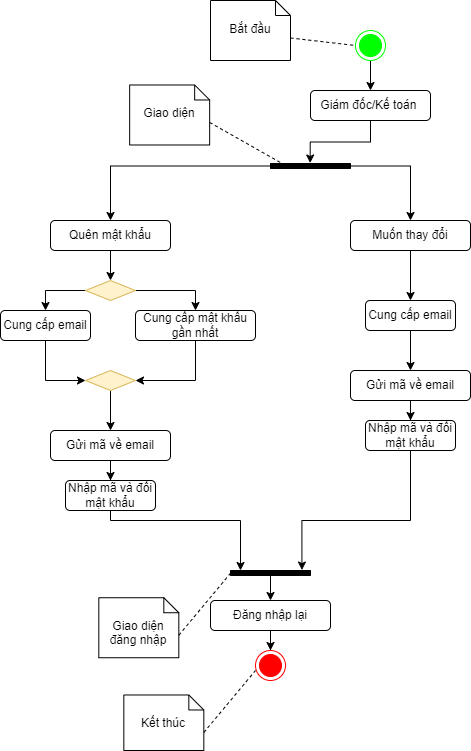 Bắt đầu
Giám đốc/Kế toán
Giao diện
Quên mật khẩu
Muốn thay đổi
Cung cấp email
Cung cấp mật khẩu
gần nhất
Cung cấp email
Gửi mã về email
Nhập mã và đổi
mật khẩu
Gửi mã về email
Nhập mã và đổi
mật khẩu
Giao diện
đăng nhập
Đăng nhập lại
Kết thúc